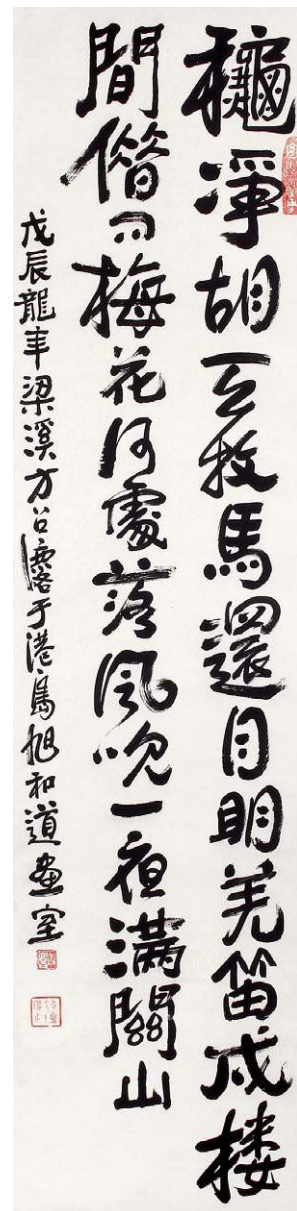 龝淨胡天牧馬還月明羌笛戍楼
間借問梅花何處落風吹一夜滿關山
戊辰龍年梁溪方召麐于港島旭和道畫室